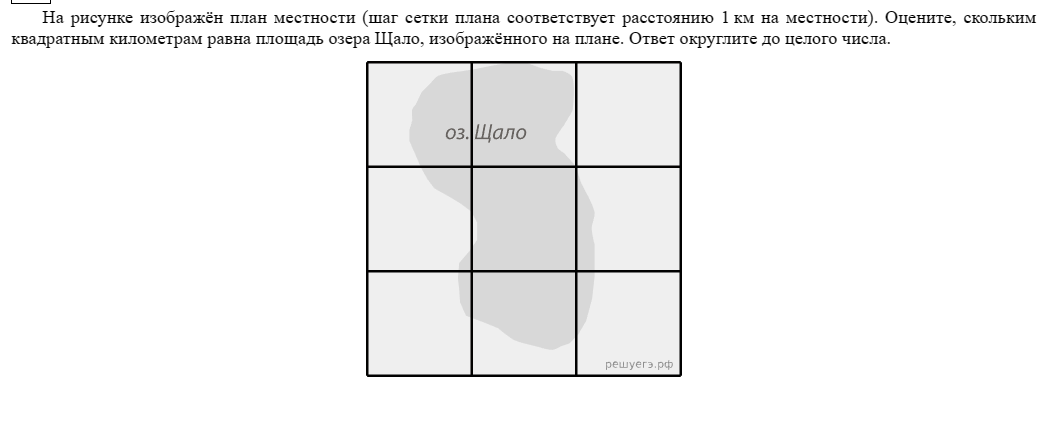 На рисунке изображён план местности (шаг сетки плана соответствует расстоянию 1 км на местности). Оцените, скольким
квадратным километрам равна площадь озера Щало, изображённого на плане. Ответ округлите до целого числа.
оз. Щало
решуегэ.рф